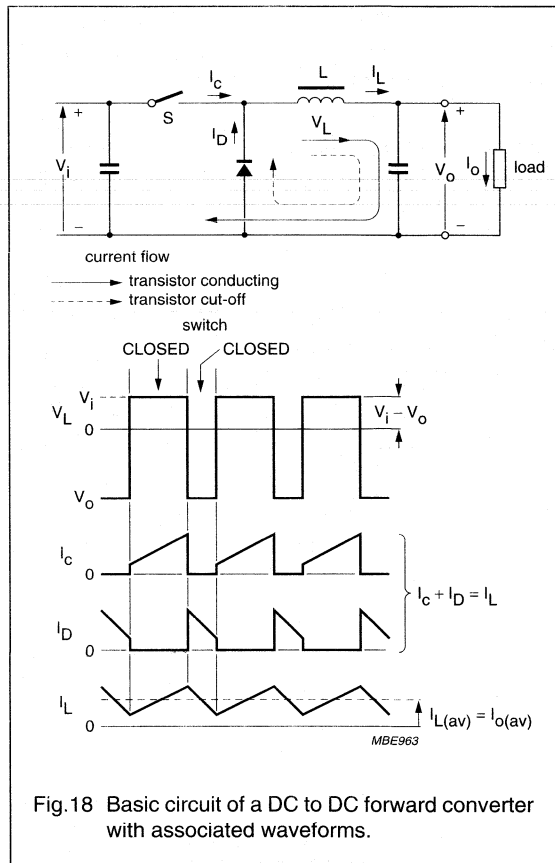 I_c L I_L
+ S I_D V_L + I_o load
V_i V_o
– –
current flow
transistor conducting
transistor cut-off
switch
CLOSED CLOSED
V_i
V_L V_i – V_o
0
V_o
I_c
0
I_c + I_D = I_L
I_D
0
I_L
I_L(av) = I_o(av)
0
MBE963
Fig.18 Basic circuit of a DC to DC forward converter
with associated waveforms.